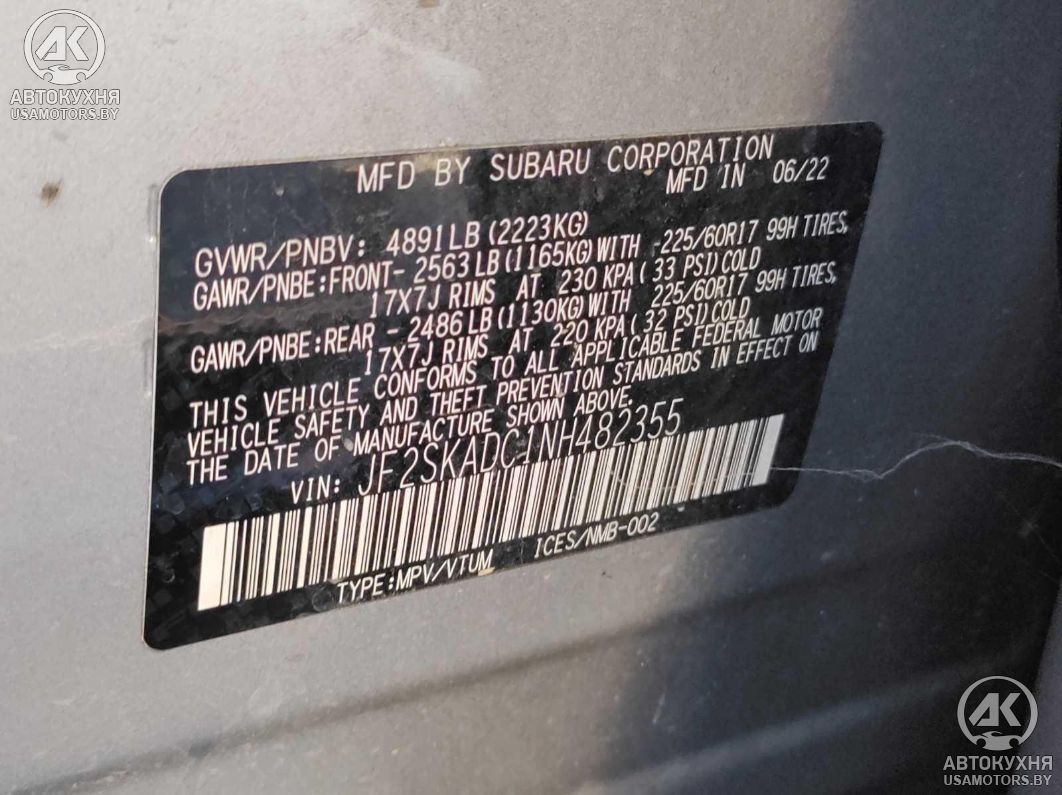 AK
АВТОКУХНЯ
USAMOTORS.BY
MFD BY SUBARU CORPORATION
MFD IN 06/22
GVWR/PNBV: 4891LB(2223KG)
GAWR/PNBE:FRONT- 2563LB(1165KG)WITH -225/60R17 99H TIRES,
17X7J RIMS AT 230 KPA(33 PSI)COLD
GAWR/PNBE:REAR - 2486LB(1130KG)WITH 225/60R17 99H TIRES,
17X7J RIMS AT 220 KPA(32 PSI)COLD
THIS VEHICLE CONFORMS TO ALL APPLICABLE FEDERAL MOTOR
VEHICLE SAFETY AND THEFT PREVENTION STANDARDS IN EFFECT ON
THE DATE OF MANUFACTURE SHOWN ABOVE.
VIN: JF2SKADC1NH482355
TYPE:MPV/VTUM ICES/NMB-002
AK
АВТОКУХНЯ
USAMOTORS.BY